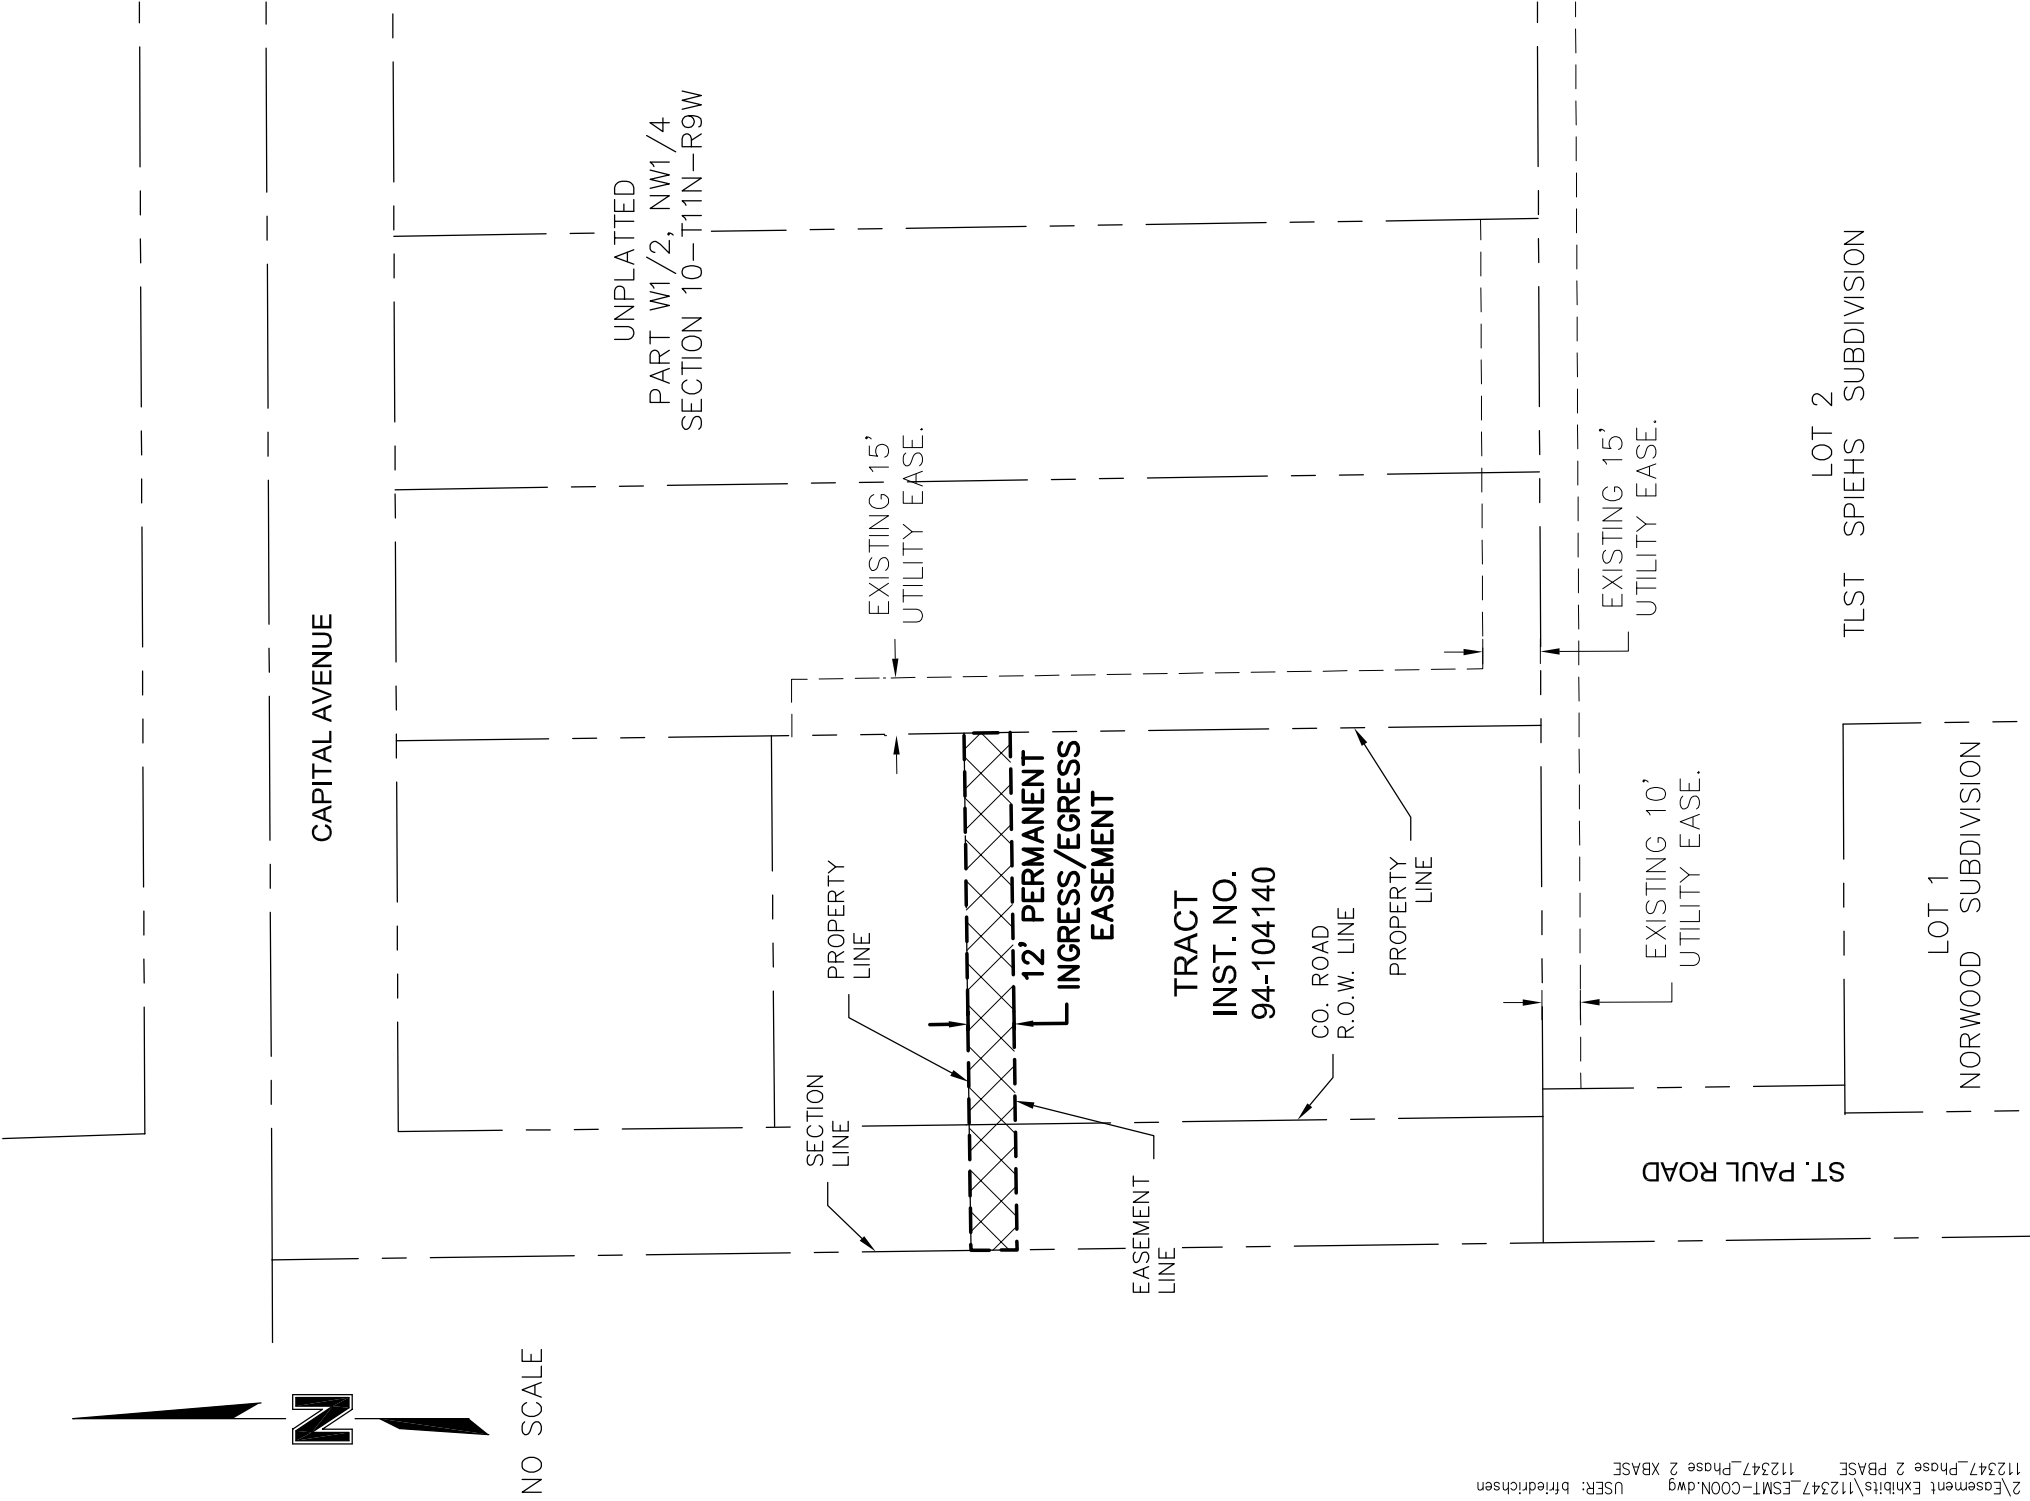 CAPITAL AVENUE
UNPLATTED
PART W1/2, NW1/4
SECTION 10-T11N-R9W
EXISTING 15'
UTILITY EASE.
PROPERTY
LINE
SECTION
LINE
12' PERMANENT
INGRESS/EGRESS
EASEMENT
TRACT
INST. NO.
94-104140
CO. ROAD
R.O.W. LINE
PROPERTY
LINE
EASEMENT
LINE
EXISTING 15'
UTILITY EASE.
EXISTING 10'
UTILITY EASE.
LOT 2
TLST SPIEHS SUBDIVISION
LOT 1
NORWOOD SUBDIVISION
ST. PAUL ROAD
N
NO SCALE
2\Easement Exhibits\112347_ESMT-COON.dwg USER: bfriedrichsen
112347_Phase 2 PBASE 112347_Phase 2 XBASE